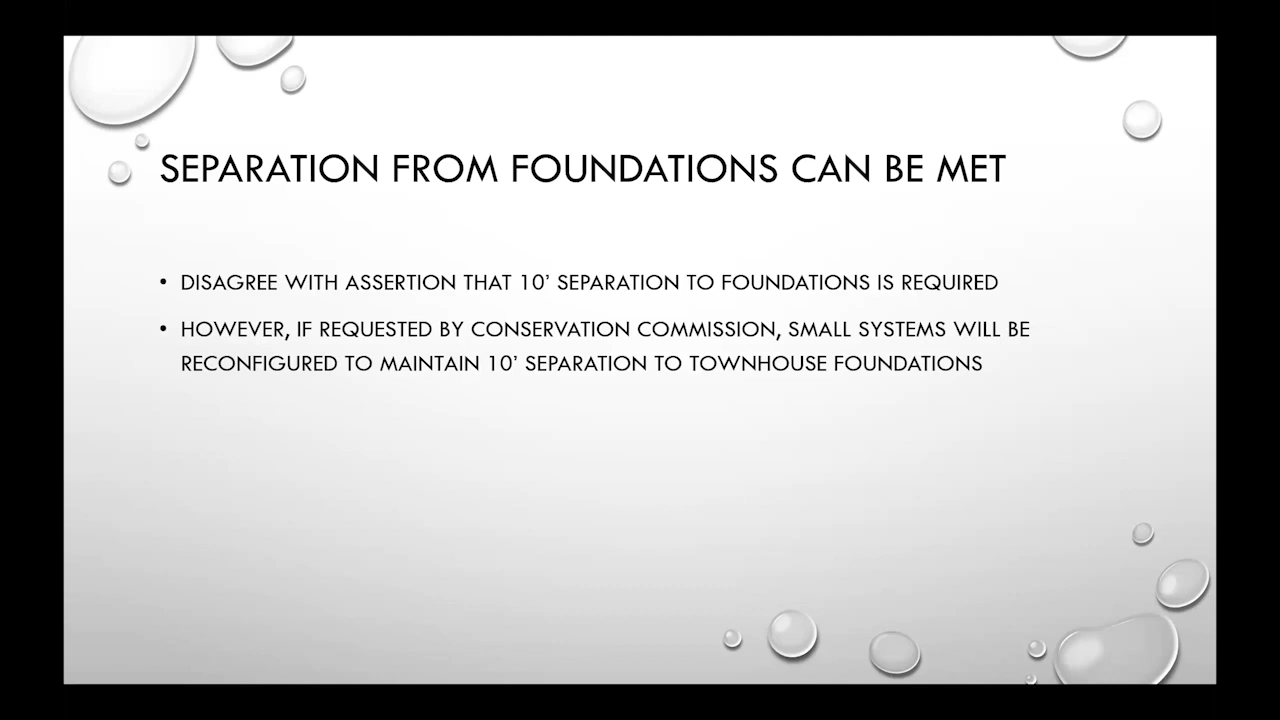 SEPARATION FROM FOUNDATIONS CAN BE MET
• DISAGREE WITH ASSERTION THAT 10’ SEPARATION TO FOUNDATIONS IS REQUIRED
• HOWEVER, IF REQUESTED BY CONSERVATION COMMISSION, SMALL SYSTEMS WILL BE
RECONFIGURED TO MAINTAIN 10’ SEPARATION TO TOWNHOUSE FOUNDATIONS